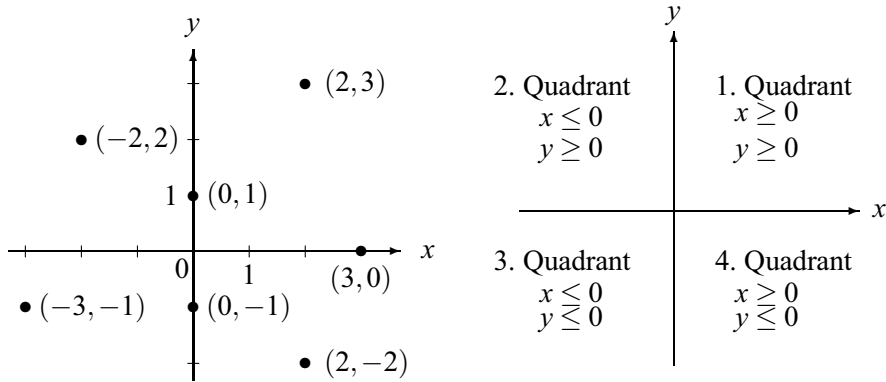 y
(2,3)
(−2,2)
1
(0,1)
x
0
1
(3,0)
(−3,−1)
(0,−1)
(2,−2)
y
2. Quadrant
x ≤ 0
y ≥ 0
1. Quadrant
x ≥ 0
y ≥ 0
x
3. Quadrant
x ≤ 0
y ≤ 0
4. Quadrant
x ≥ 0
y ≤ 0